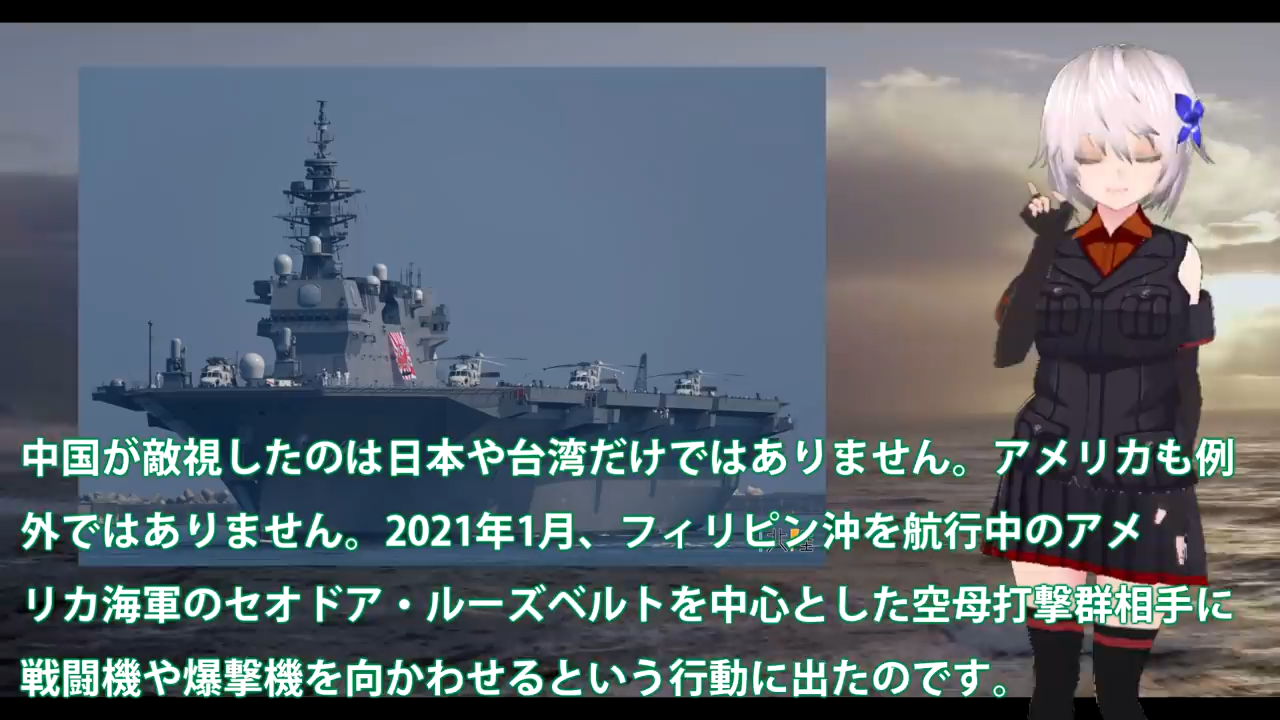 中国が敵視したのは日本や台湾だけではありません。アメリカも例
外ではありません。2021年1月、フィリピン沖を航行中のアメ
リカ海軍のセオドア・ルーズベルトを中心とした空母打撃群相手に
戦闘機や爆撃機を向かわせるという行動に出たのです。